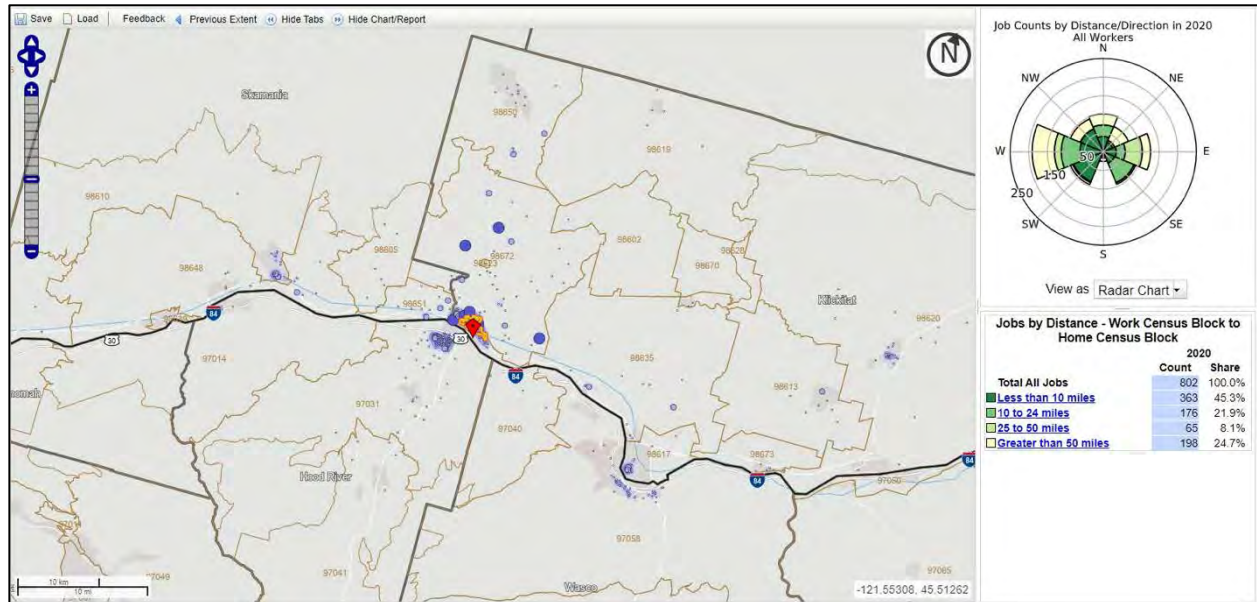 Save Load Feedback Previous Extent Hide Tabs Hide Chart/Report
N
Skamania
98650
98619
98610
98602
98628
98605
98672
98623
98670
98648
Klickitat
84
98651
98620
30
30
97014
84
98635
98613
97031
97040
98617
98673
84
84
97050
Hood River
97058
97041
97049
Wasco
97065
10 km
10 mi
-121.55308, 45.51262
Job Counts by Distance/Direction in 2020
All Workers
N
NW NE
W E
50
150
250
SW SE
S
View as Radar Chart
Jobs by Distance - Work Census Block to
Home Census Block
2020
Count Share
Total All Jobs 802 100.0%
Less than 10 miles 363 45.3%
10 to 24 miles 176 21.9%
25 to 50 miles 65 8.1%
Greater than 50 miles 198 24.7%